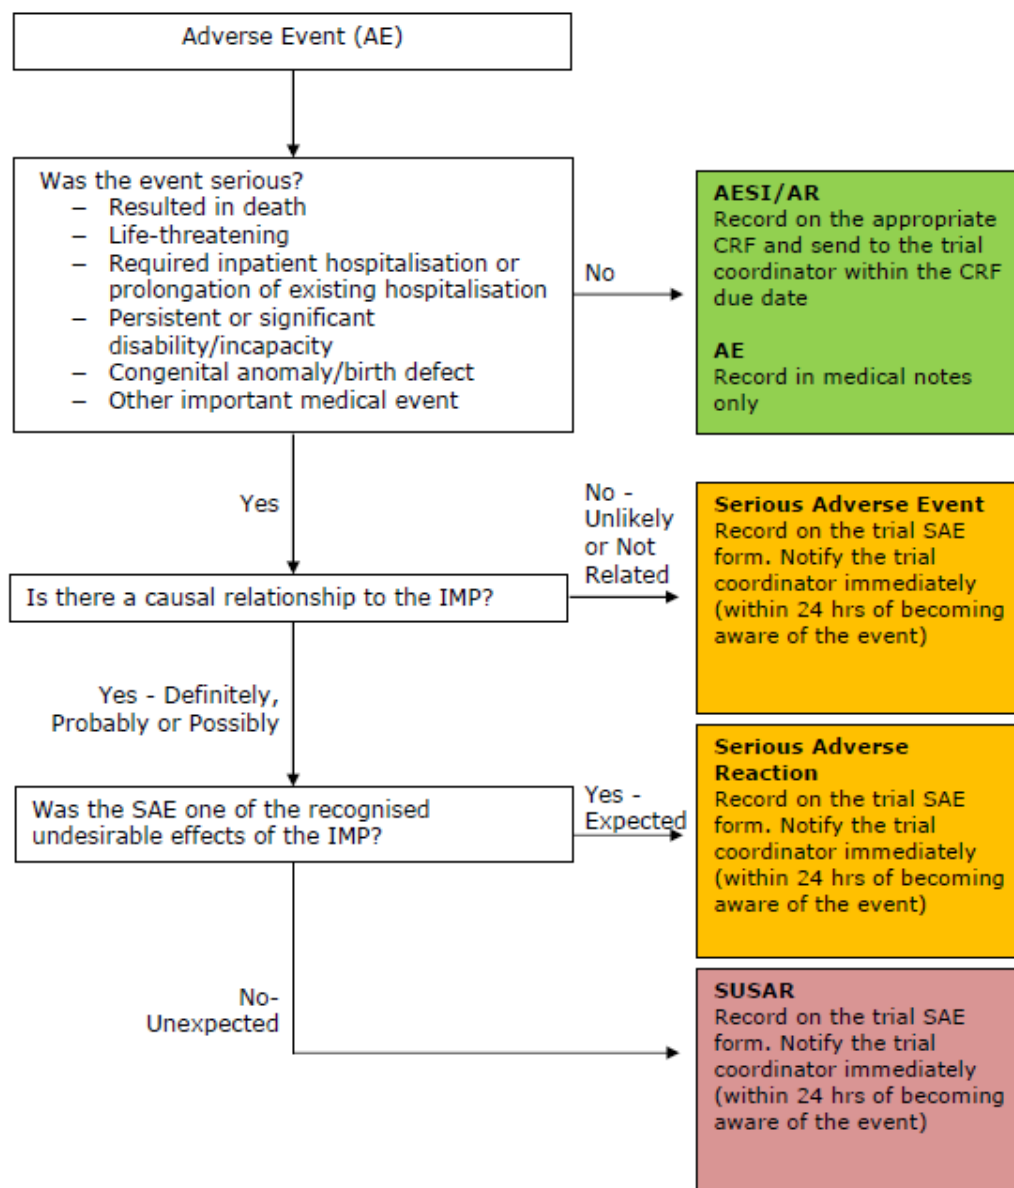 Adverse Event (AE)
Was the event serious?
– Resulted in death
– Life-threatening
– Required inpatient hospitalisation or
prolongation of existing hospitalisation
– Persistent or significant
disability/incapacity
– Congenital anomaly/birth defect
– Other important medical event
No
AESI/AR
Record on the appropriate
CRF and send to the trial
coordinator within the CRF
due date
AE
Record in medical notes
only
Yes
No -
Unlikely
or Not
Related
Serious Adverse Event
Record on the trial SAE
form. Notify the trial
coordinator immediately
(within 24 hrs of becoming
aware of the event)
Is there a causal relationship to the IMP?
Yes - Definitely,
Probably or Possibly
Serious Adverse
Reaction
Record on the trial SAE
form. Notify the trial
coordinator immediately
(within 24 hrs of becoming
aware of the event)
Was the SAE one of the recognised
undesirable effects of the IMP?
Yes -
Expected
No-
Unexpected
SUSAR
Record on the trial SAE
form. Notify the trial
coordinator immediately
(within 24 hrs of becoming
aware of the event)